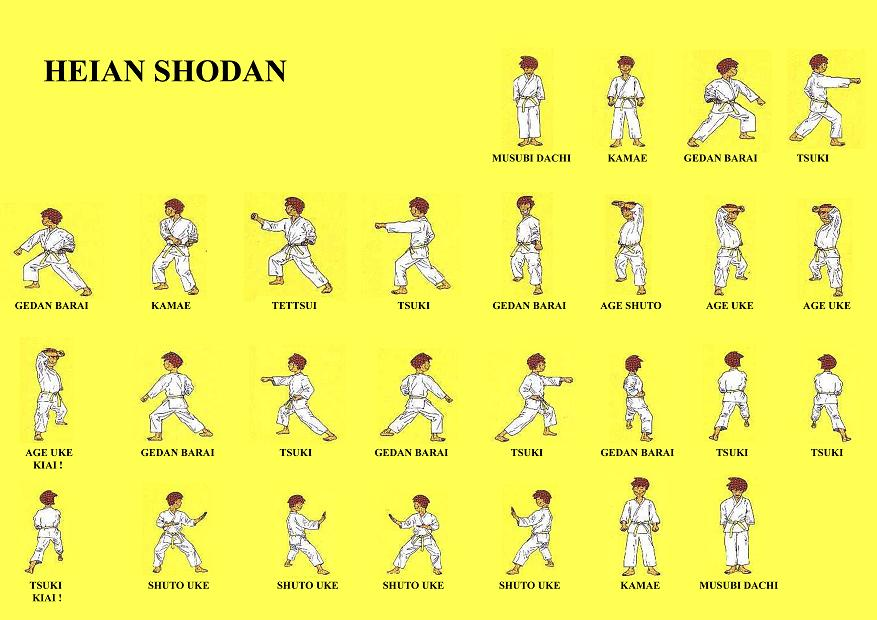 HEIAN SHODAN
MUSUBI DACHI
KAMAE
GEDAN BARAI
TSUKI
GEDAN BARAI
KAMAE
TETTSUI
TSUKI
GEDAN BARAI
AGE SHUTO
AGE UKE
AGE UKE
AGE UKE
KIAI !
GEDAN BARAI
TSUKI
GEDAN BARAI
TSUKI
GEDAN BARAI
TSUKI
TSUKI
TSUKI
KIAI !
SHUTO UKE
SHUTO UKE
SHUTO UKE
SHUTO UKE
KAMAE
MUSUBI DACHI